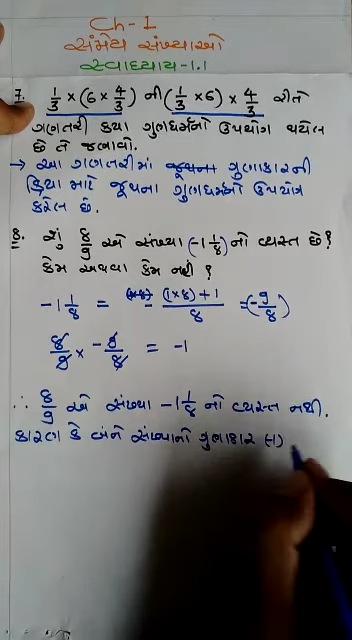 Ch-1
સંમેય સંખ્યાઓ
સ્વાધ્યાય-1.1
7. 1/3 × (6 × 4/3) ની (1/3 × 6) × 4/3 રીતે
ગણતરી કયા ગુણધર્મનો ઉપયોગ થયેલ
છે તે જણાવો.
→ આ ગણતરીમાં ગુણાકારની
ક્રિયા માટે જૂથના ગુણધર્મનો ઉપયોગ
કરેલ છે.
8. શું 8/9 એ સંખ્યા (-1 1/8) નો વ્યસ્ત છે?
કેમ અથવા કેમ નહીં?
-1 1/8 = - (1×8)+1/8 = (-9/8)
8/9 × -9/8 = -1
∴ 8/9 એ સંખ્યા -1 1/8 નો વ્યસ્ત નથી.
કારણ કે બંને સંખ્યાનો ગુણાકાર (-1)